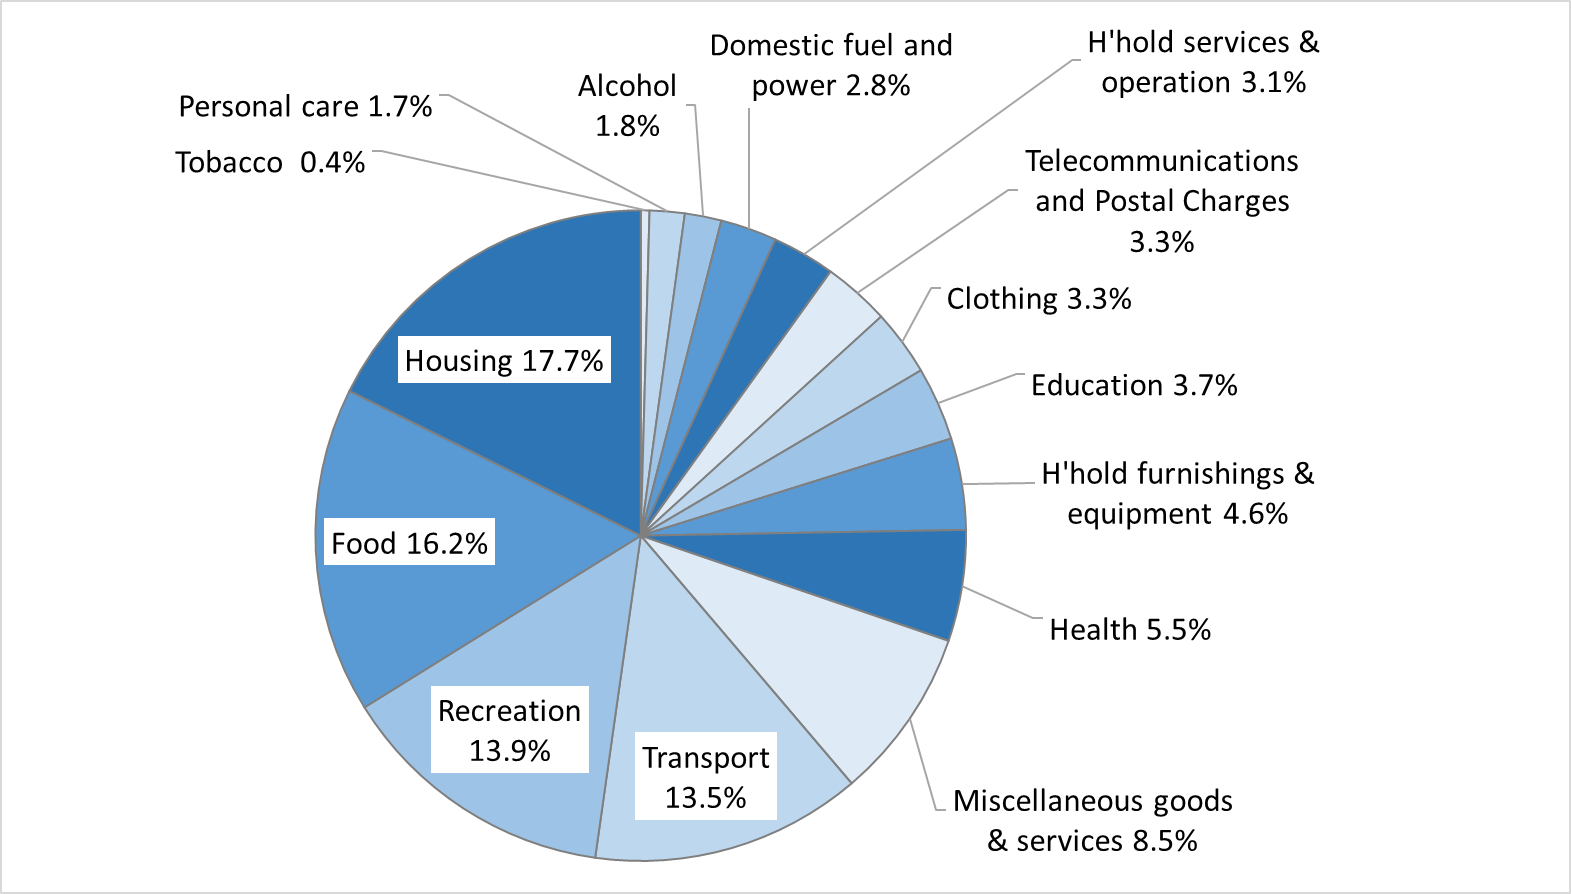 Domestic fuel and
power 2.8%
H'hold services &
operation 3.1%
Alcohol
1.8%
Personal care 1.7%
Tobacco  0.4%
Telecommunications
and Postal Charges
3.3%
Clothing 3.3%
Education 3.7%
H'hold furnishings &
equipment 4.6%
Health 5.5%
Miscellaneous goods
& services 8.5%
Transport
13.5%
Recreation
13.9%
Food 16.2%
Housing 17.7%